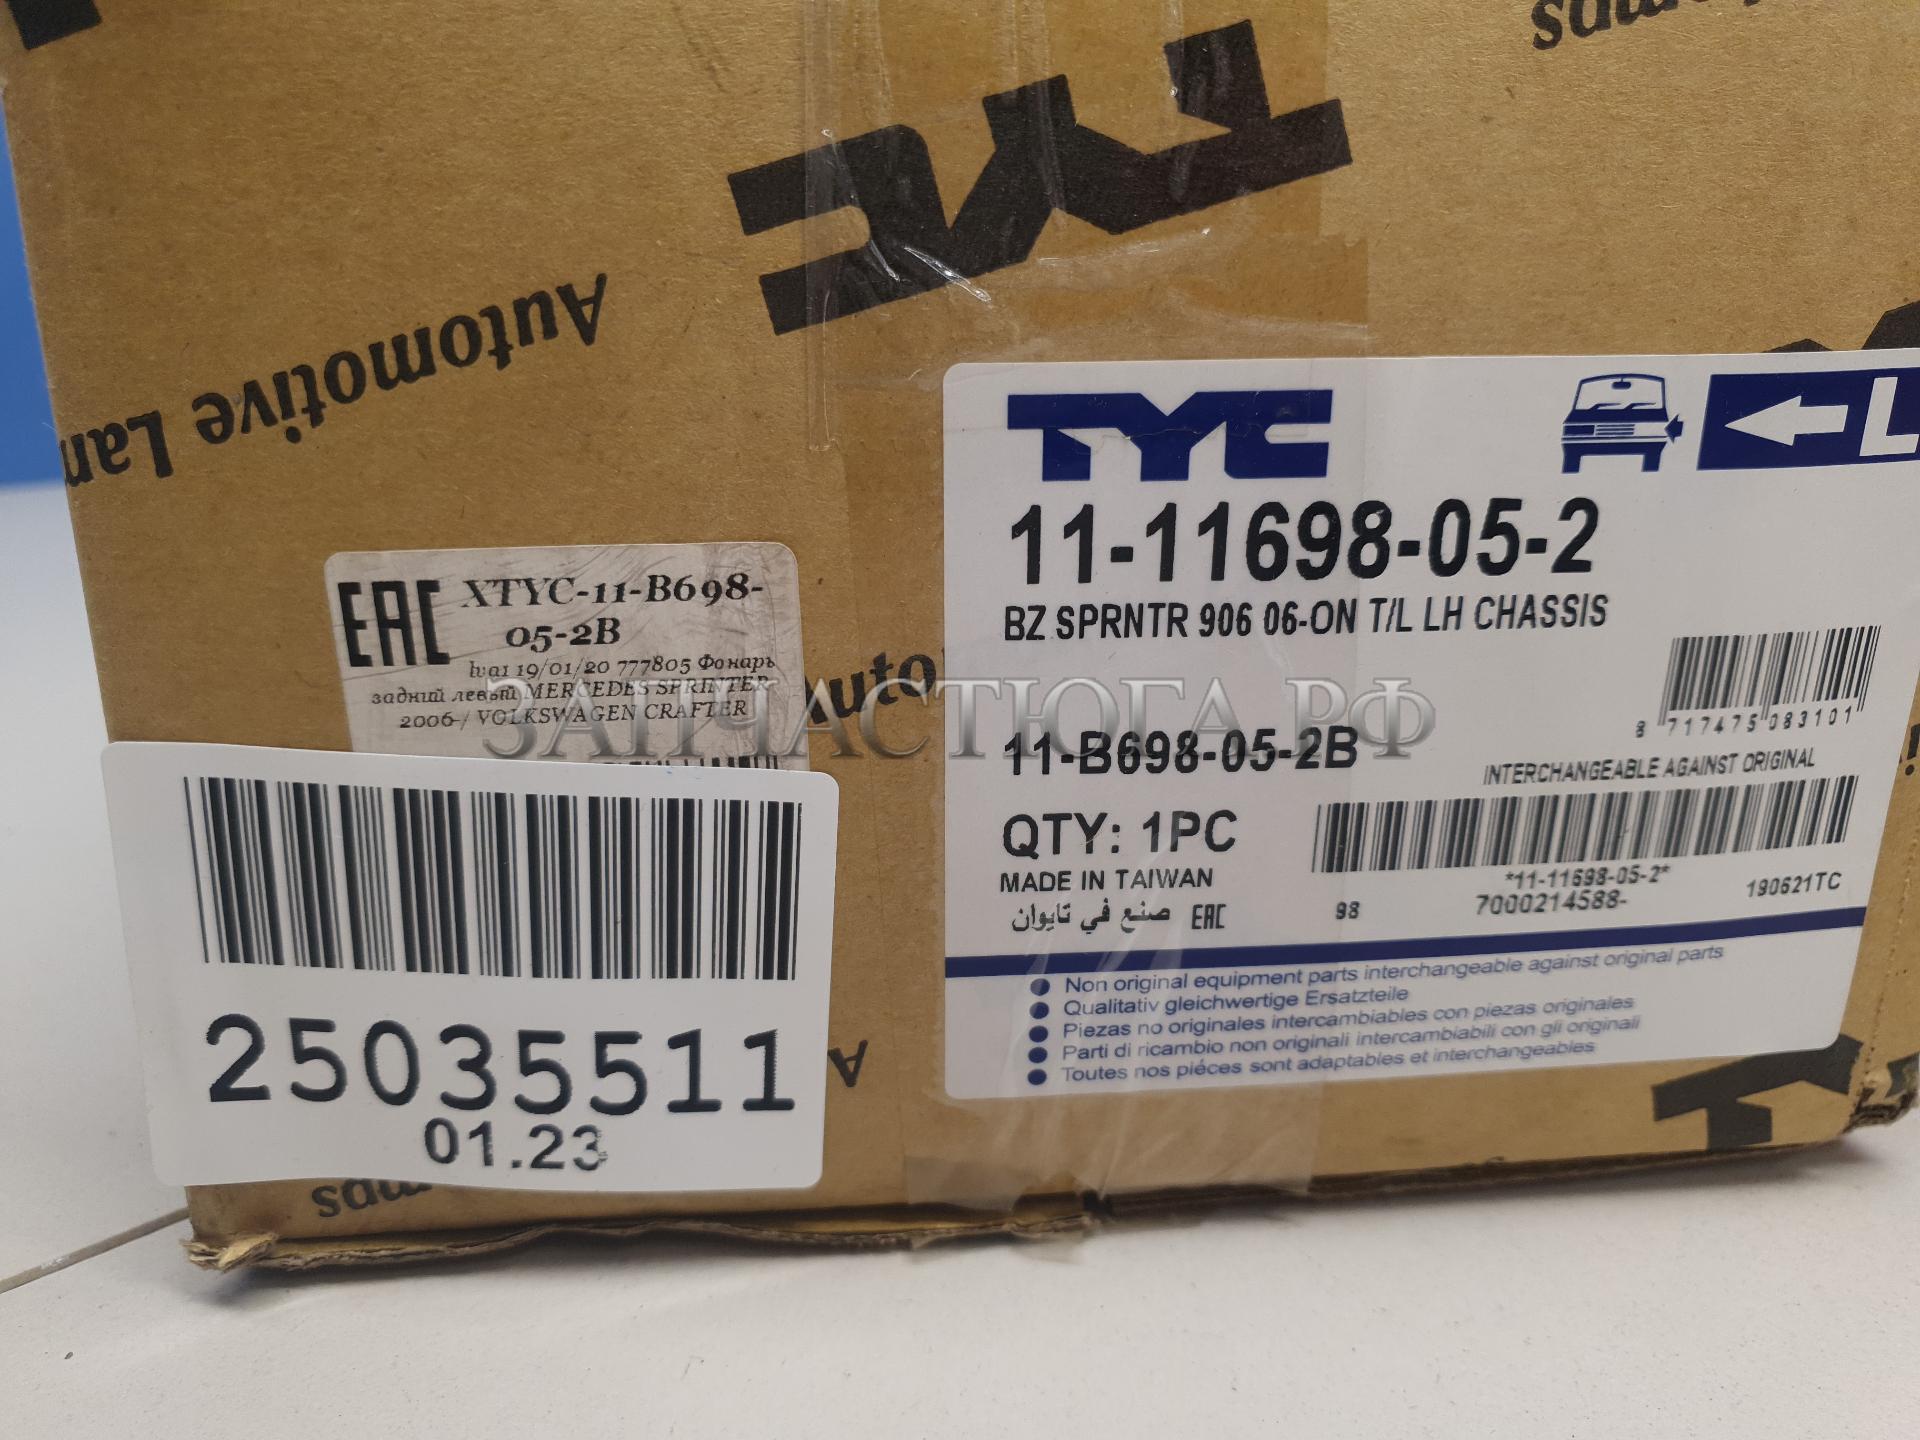 TYC
Automotive Lam
TYC
L
11-11698-05-2
BZ SPRNTR 906 06-ON T/L LH CHASSIS
8 717475 083101
11-B698-05-2B
INTERCHANGEABLE AGAINST ORIGINAL
QTY: 1PC
MADE IN TAIWAN
*11-11698-05-2*
صنع في تايوان EAC
98
7000214588-
190621TC
Non original equipment parts interchangeable against original parts
Qualitativ gleichwertige Ersatzteile
Piezas no originales intercambiables con piezas originales
Parti di ricambio non originali intercambiabili con gli originali
Toutes nos piéces sont adaptables et interchangeables
EAC XTYC-11-B698-
05-2B
19/01/20 777805 Фонарь
задний левый MERCEDES SPRINTER
2006-/ VOLKSWAGEN CRAFTER
Auto
ЗАПЧАСТЮГА.РФ
25035511
01.23
A